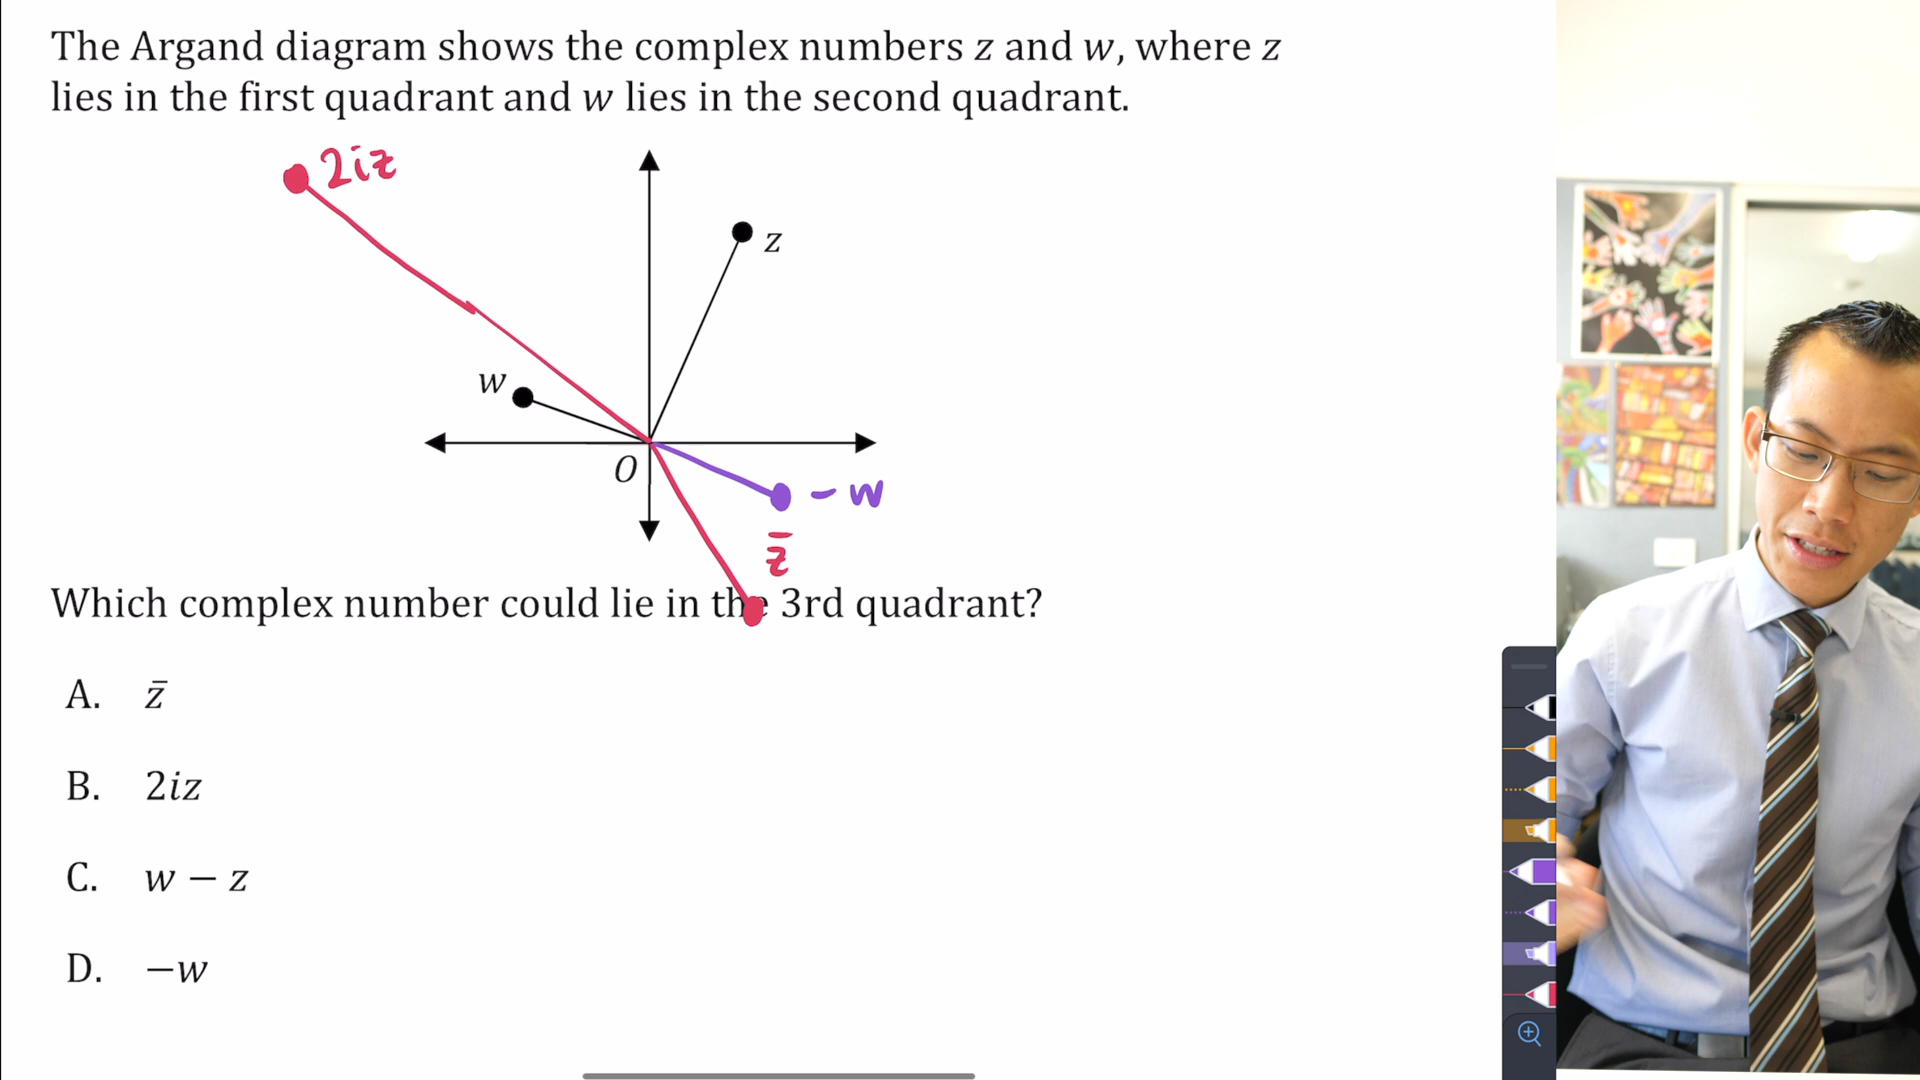 The Argand diagram shows the complex numbers z and w, where z
lies in the first quadrant and w lies in the second quadrant.
2iz
z
w
O
– w
z̄
Which complex number could lie in the 3rd quadrant?
A. z̄
B. 2iz
C. w − z
D. −w